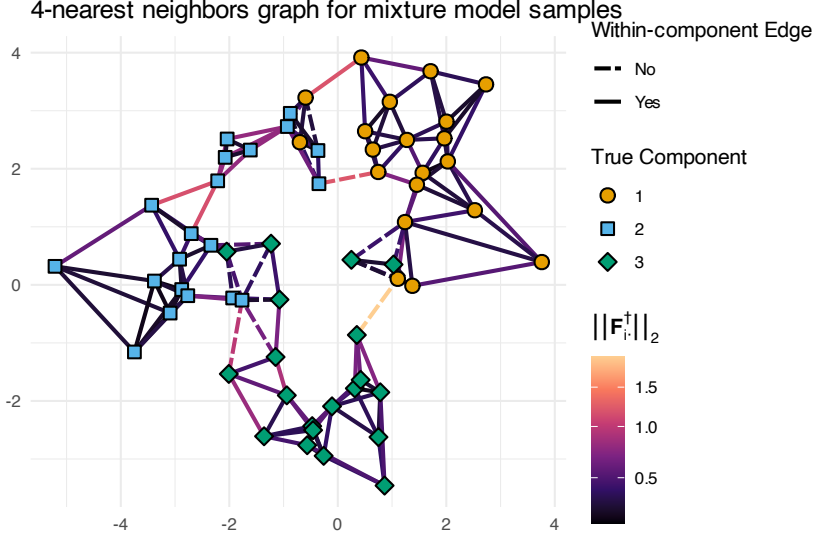 4-nearest neighbors graph for mixture model samples
4
2
0
-2
-4
-2
0
2
4
Within-component Edge
No
Yes
True Component
1
2
3
||F†i·||2
1.5
1.0
0.5